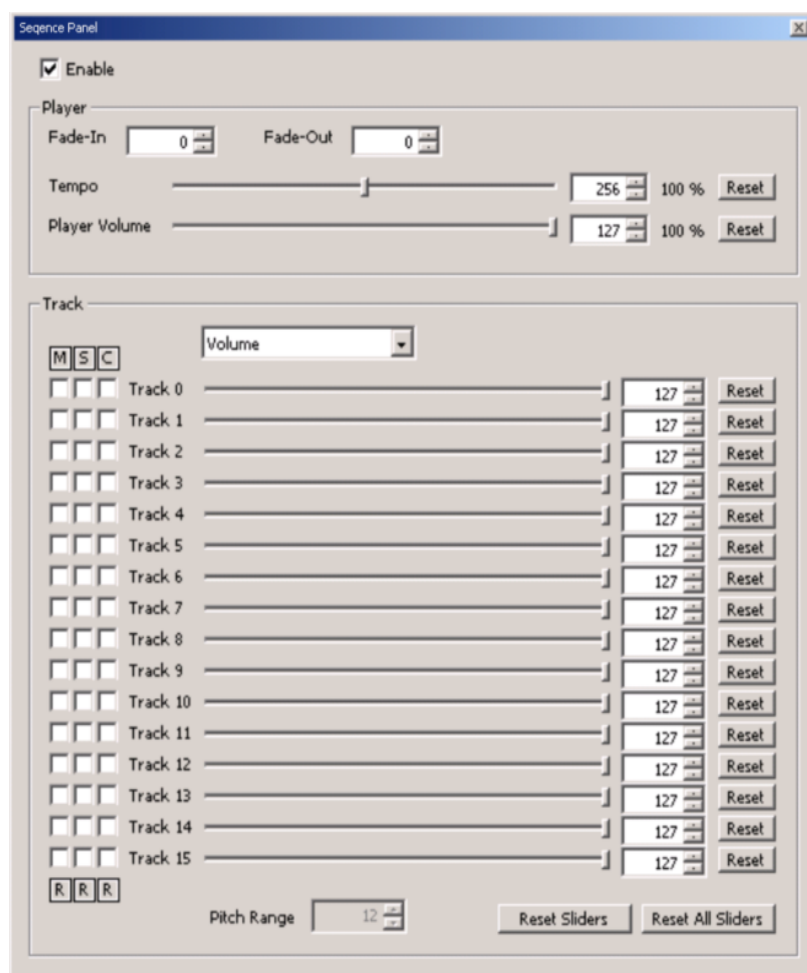 Seqence Panel
Enable
Player
Fade-In 0 Fade-Out 0
Tempo 256 100 % Reset
Player Volume 127 100 % Reset
Track
Volume
M S C
Track 0 127 Reset
Track 1 127 Reset
Track 2 127 Reset
Track 3 127 Reset
Track 4 127 Reset
Track 5 127 Reset
Track 6 127 Reset
Track 7 127 Reset
Track 8 127 Reset
Track 9 127 Reset
Track 10 127 Reset
Track 11 127 Reset
Track 12 127 Reset
Track 13 127 Reset
Track 14 127 Reset
Track 15 127 Reset
R R R
Pitch Range 12 Reset Sliders Reset All Sliders